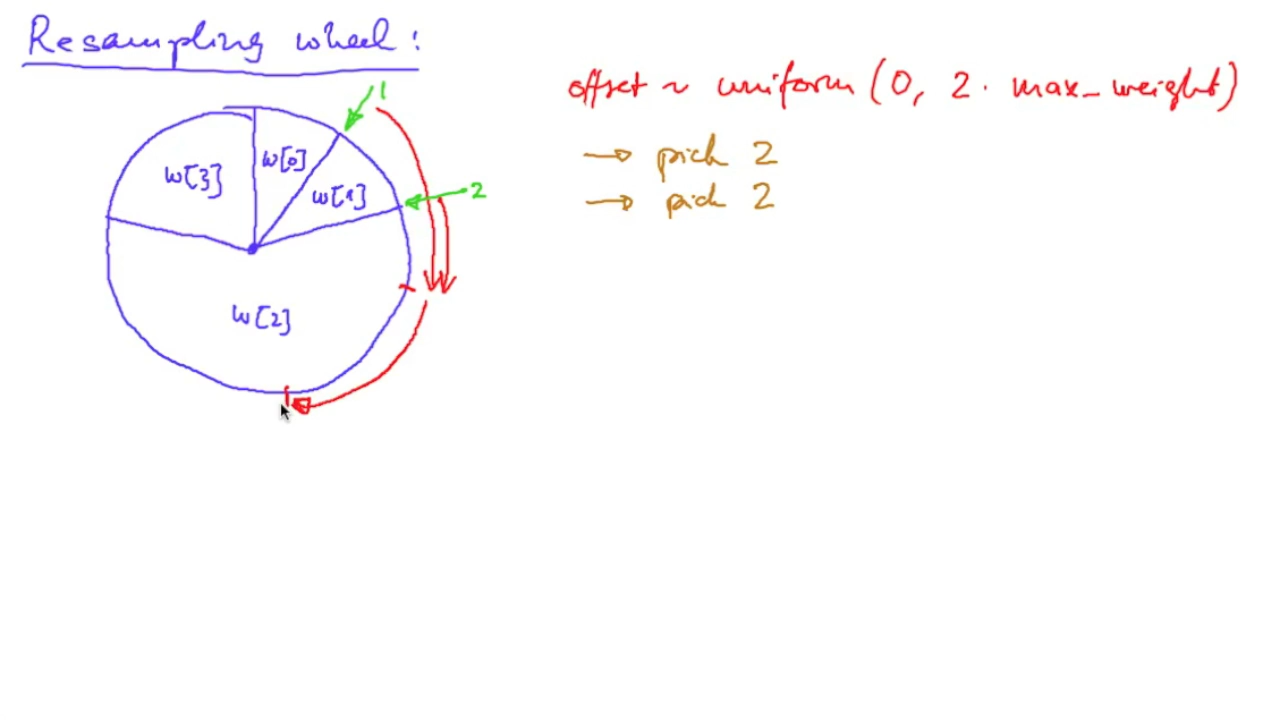 Resampling wheel:
offset ~ uniform (0, 2 · max_weight)
→ pick 2
→ pick 2
1
w[0]
w[3]
w[1]
2
w[2]